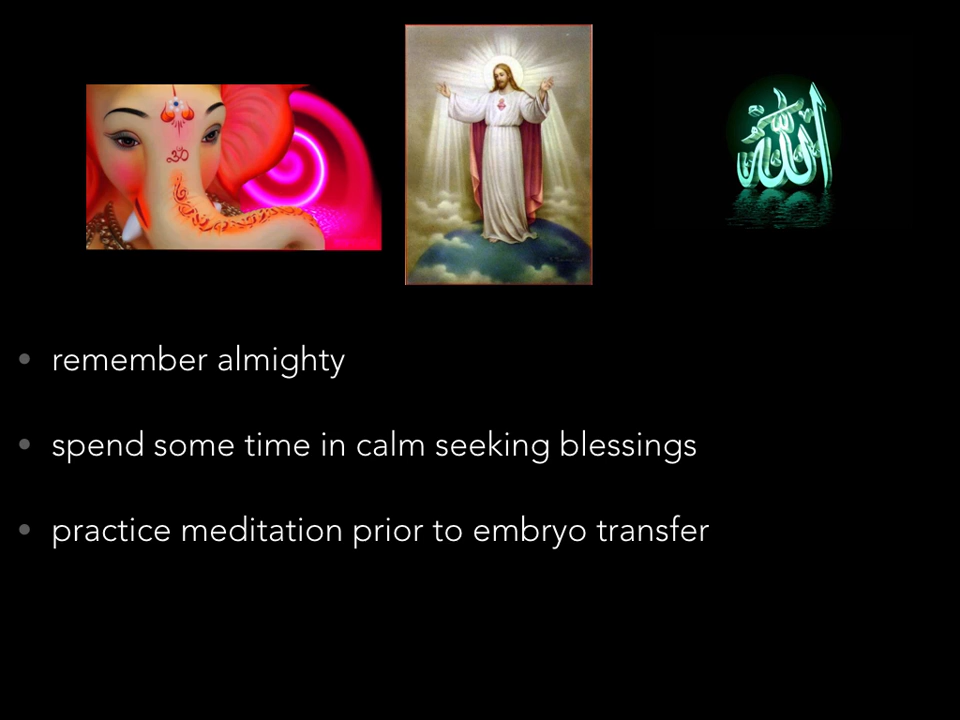 ॐ
الله
• remember almighty
• spend some time in calm seeking blessings
• practice meditation prior to embryo transfer